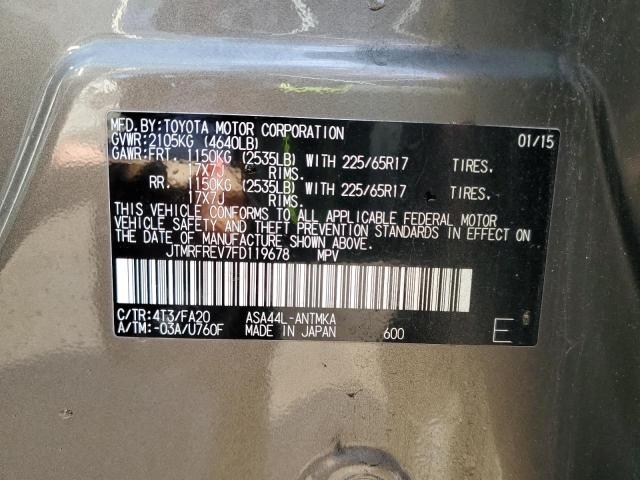 MFD.BY:TOYOTA MOTOR CORPORATION 01/15
GVWR:2105KG (4640LB)
GAWR:FRT. 1150KG (2535LB) WITH 225/65R17 TIRES.
17X7J RIMS.
RR. 1150KG (2535LB) WITH 225/65R17 TIRES.
17X7J RIMS.
THIS VEHICLE CONFORMS TO ALL APPLICABLE FEDERAL MOTOR
VEHICLE SAFETY AND THEFT PREVENTION STANDARDS IN EFFECT ON
THE DATE OF MANUFACTURE SHOWN ABOVE.
JTMRFREV7FD119678 MPV
C/TR:4T3/FA20 ASA44L-ANTMKA
A/TM:-03A/U760F MADE IN JAPAN 600 E